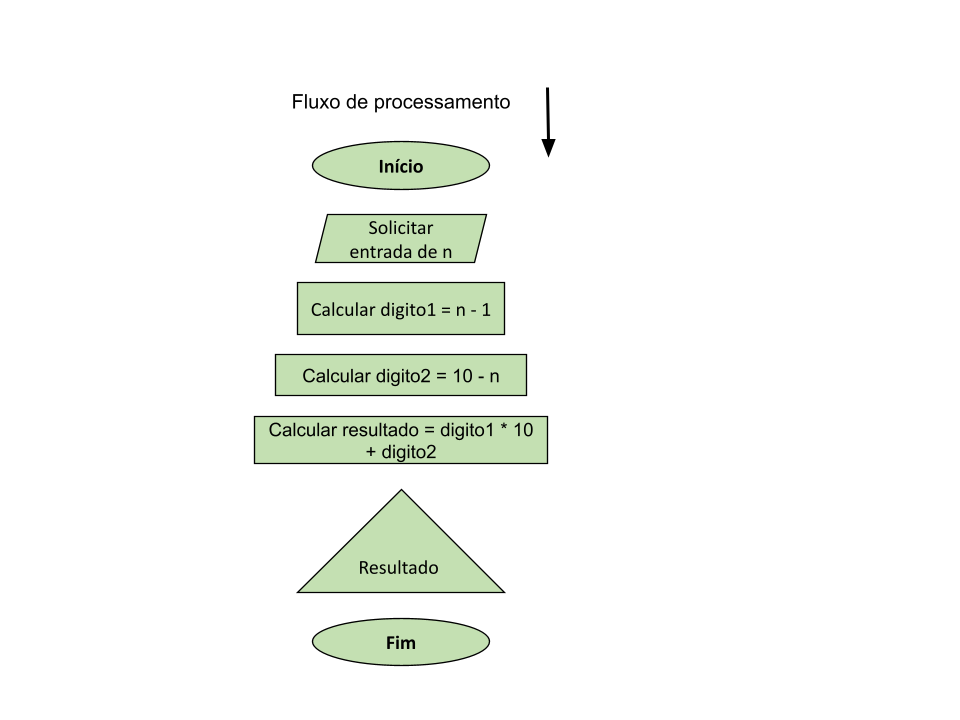 Fluxo de processamento
Início
Solicitar
entrada de n
Calcular digito1 = n - 1
Calcular digito2 = 10 - n
Calcular resultado = digito1 * 10
+ digito2
Resultado
Fim